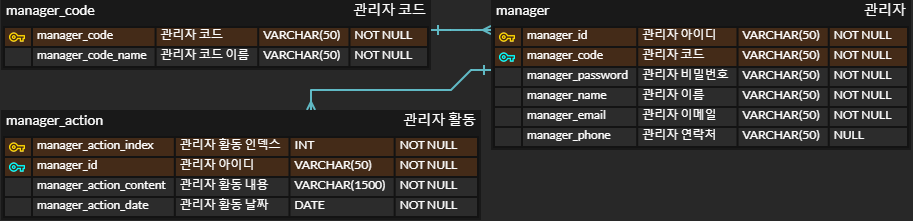 manager_code 관리자 코드
manager_code 관리자 코드 VARCHAR(50) NOT NULL
manager_code_name 관리자 코드 이름 VARCHAR(50) NOT NULL
manager 관리자
manager_id 관리자 아이디 VARCHAR(50) NOT NULL
manager_code 관리자 코드 VARCHAR(50) NOT NULL
manager_password 관리자 비밀번호 VARCHAR(50) NOT NULL
manager_name 관리자 이름 VARCHAR(50) NOT NULL
manager_email 관리자 이메일 VARCHAR(50) NOT NULL
manager_phone 관리자 연락처 VARCHAR(50) NULL
manager_action 관리자 활동
manager_action_index 관리자 활동 인덱스 INT NOT NULL
manager_id 관리자 아이디 VARCHAR(50) NOT NULL
manager_action_content 관리자 활동 내용 VARCHAR(1500) NOT NULL
manager_action_date 관리자 활동 날짜 DATE NOT NULL